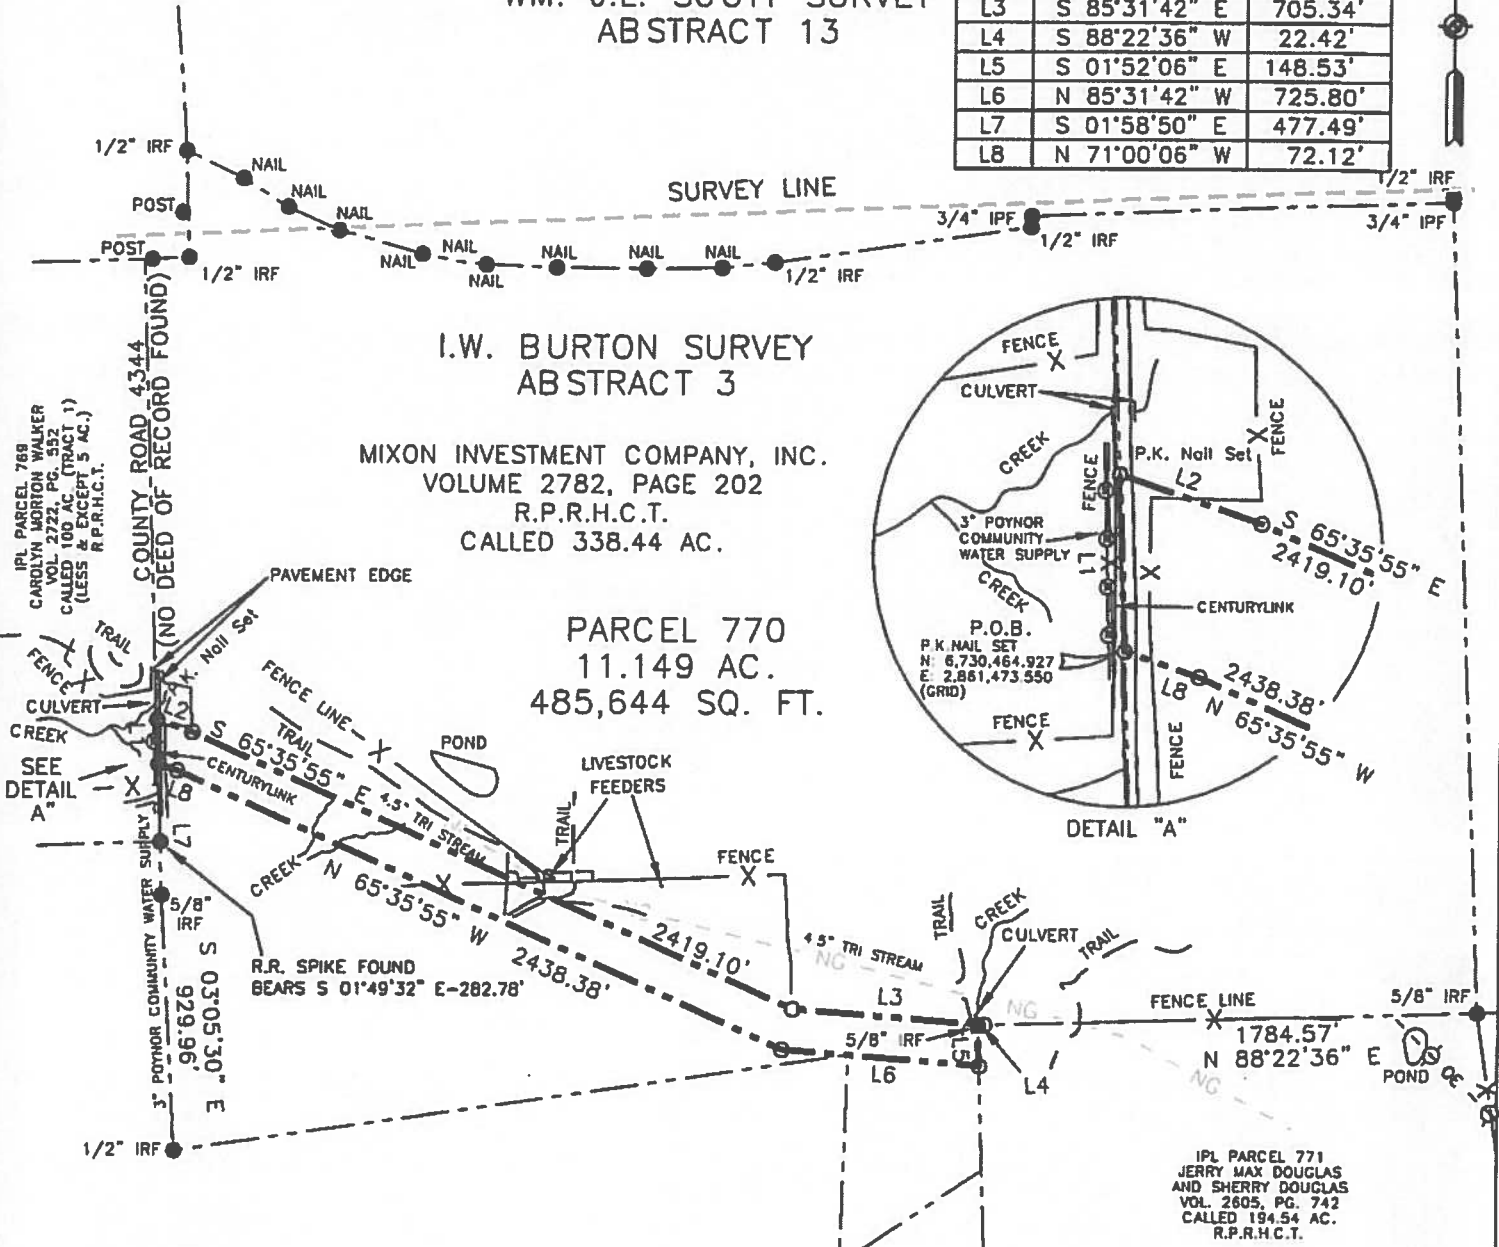 WM. J.E. SCOTT SURVEY
ABSTRACT 13
L3 S 85°31'42" E 705.34'
L4 S 88°22'36" W 22.42'
L5 S 01°52'06" E 148.53'
L6 N 85°31'42" W 725.80'
L7 S 01°58'50" E 477.49'
L8 N 71°00'06" W 72.12'
1/2" IRF
NAIL
NAIL
NAIL
POST
SURVEY LINE
1/2" IRF
3/4" IPF
3/4" IPF
1/2" IRF
POST
1/2" IRF
NAIL
NAIL
NAIL
NAIL
NAIL
NAIL
1/2" IRF
COUNTY ROAD 4344
(NO DEED OF RECORD FOUND)
IPL PARCEL 769
CAROLYN MORTON WALKER
VOL. 2722, PG. 552
CALLED 100 AC. (TRACT 1)
(LESS & EXCEPT 5 AC.)
R.P.R.H.C.T.
I.W. BURTON SURVEY
ABSTRACT 3
MIXON INVESTMENT COMPANY, INC.
VOLUME 2782, PAGE 202
R.P.R.H.C.T.
CALLED 338.44 AC.
PARCEL 770
11.149 AC.
485,644 SQ. FT.
FENCE
CULVERT
CREEK
FENCE
FENCE
P.K. Nail Set
L2
S 65°35'55" E
2419.10'
3" POYNOR
COMMUNITY
WATER SUPPLY
L1
CREEK
CENTURYLINK
P.O.B.
P.K. NAIL SET
N: 6,730,464.927
E: 2,861,473.550
(GRID)
L8
2438.38'
N 65°35'55" W
FENCE
FENCE
DETAIL "A"
PAVEMENT EDGE
P.K. Nail Set
TRAIL
FENCE
CULVERT
CREEK
SEE
DETAIL
A"
L2
L8
L7
CENTURYLINK
S 65°35'55" E
FENCE LINE
TRAIL
POND
4.5" TRI STREAM
LIVESTOCK
FEEDERS
TRAIL
FENCE
CREEK
N 65°35'55" W
2438.38'
2419.10'
5/8"
IRF
R.R. SPIKE FOUND
BEARS S 01°49'32" E-282.78'
3" POYNOR COMMUNITY WATER SUPPLY
S 03°05'30" E
929.96'
1/2" IRF
NG
4.5" TRI STREAM
NG
TRAIL
CREEK
CULVERT
TRAIL
L3
NG
5/8" IRF
L5
L6
L4
FENCE LINE
5/8" IRF
1784.57'
N 88°22'36" E
POND
OE
NG
IPL PARCEL 771
JERRY MAX DOUGLAS
AND SHERRY DOUGLAS
VOL. 2605, PG. 742
CALLED 194.54 AC.
R.P.R.H.C.T.